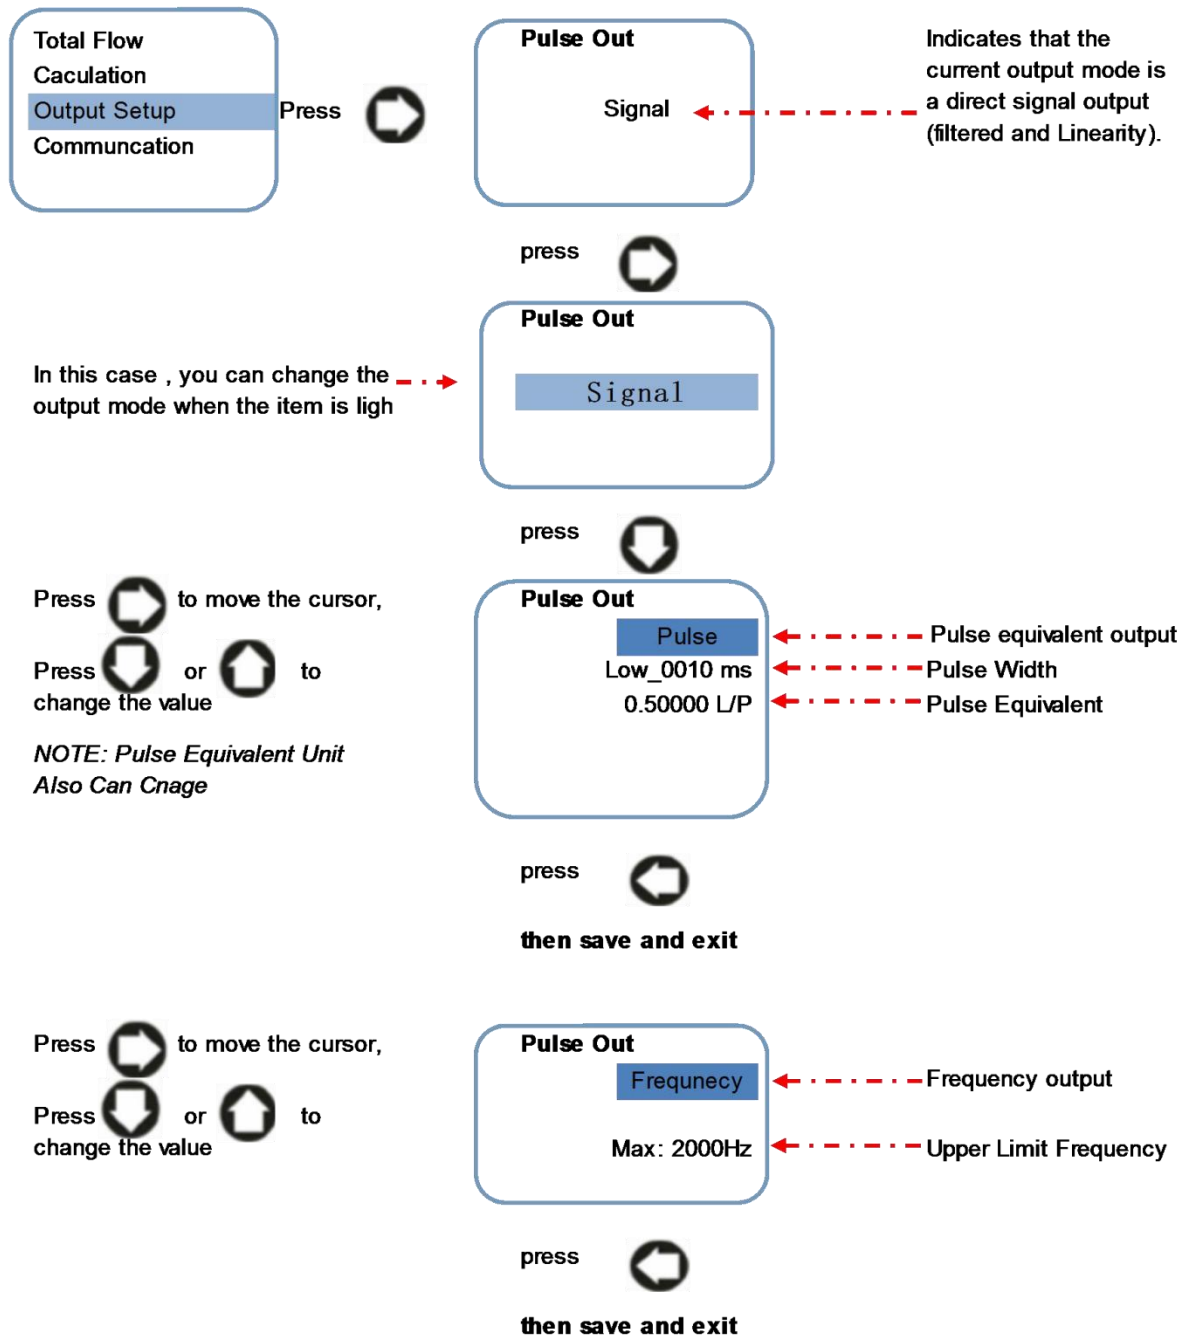 Total Flow
Caculation
Output Setup
Communcation
Press
Pulse Out
Signal
Indicates that the
current output mode is
a direct signal output
(filtered and Linearity).
press
Pulse Out
Signal
In this case , you can change the
output mode when the item is ligh
press
Press to move the cursor,
Press or to
change the value
NOTE: Pulse Equivalent Unit
Also Can Cnage
Pulse Out
Pulse
Low_0010 ms
0.50000 L/P
Pulse equivalent output
Pulse Width
Pulse Equivalent
press
then save and exit
Press to move the cursor,
Press or to
change the value
Pulse Out
Frequnecy
Max: 2000Hz
Frequency output
Upper Limit Frequency
press
then save and exit